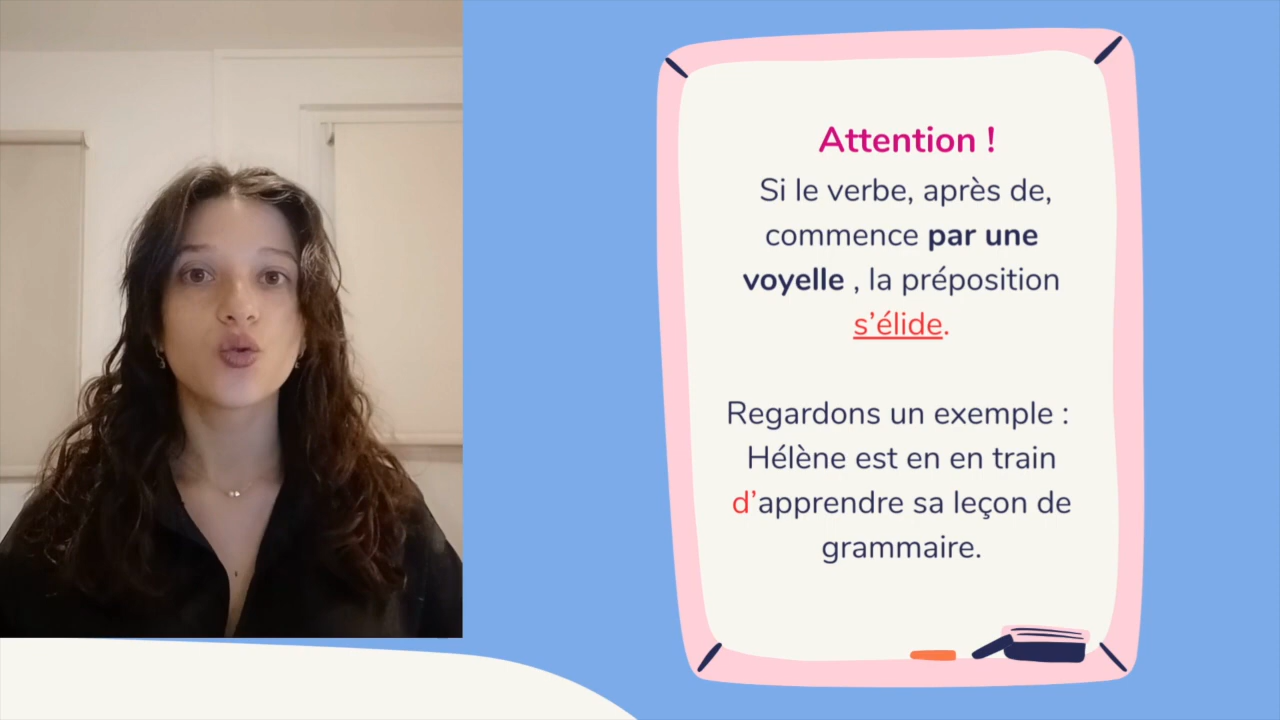 Attention !
Si le verbe, après de,
commence par une
voyelle , la préposition
s'élide.
Regardons un exemple :
Hélène est en en train
d'apprendre sa leçon de
grammaire.